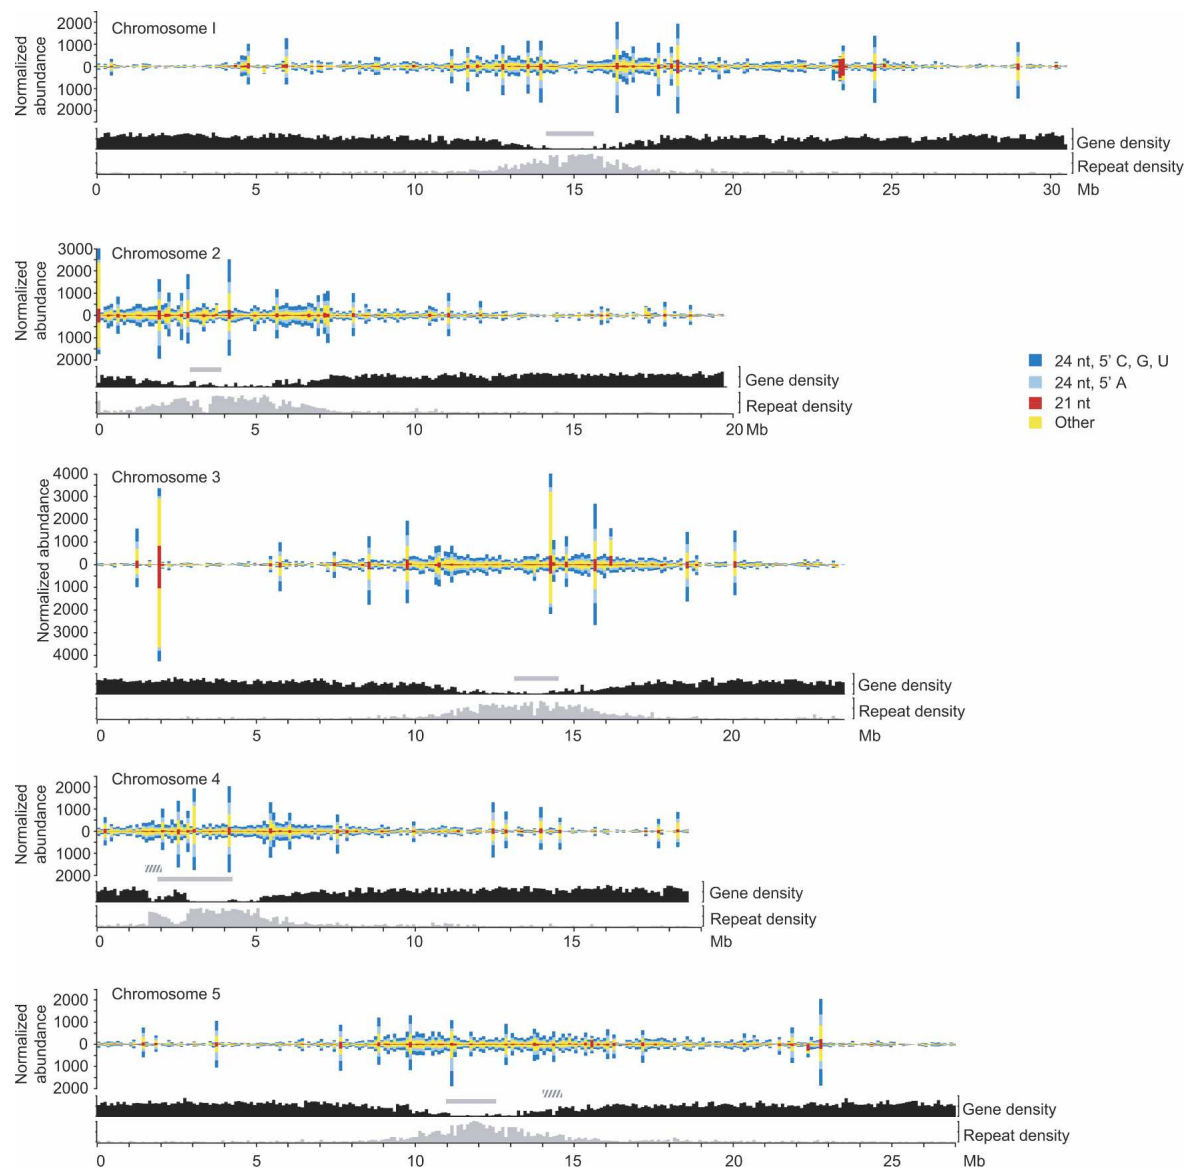 Chromosome I
Normalized
abundance
2000
1000
0
1000
2000
Gene density
Repeat density
0 5 10 15 20 25 30 Mb
Chromosome 2
Normalized
abundance
3000
2000
1000
0
1000
2000
Gene density
Repeat density
0 5 10 15 20 Mb
24 nt, 5' C, G, U
24 nt, 5' A
21 nt
Other
Chromosome 3
Normalized abundance
4000
3000
2000
1000
0
1000
2000
3000
4000
Gene density
Repeat density
0 5 10 15 20 Mb
Chromosome 4
Normalized
abundance
2000
1000
0
1000
2000
Gene density
Repeat density
0 5 10 15 Mb
Chromosome 5
Normalized
abundance
2000
1000
0
1000
2000
Gene density
Repeat density
0 5 10 15 20 25 Mb